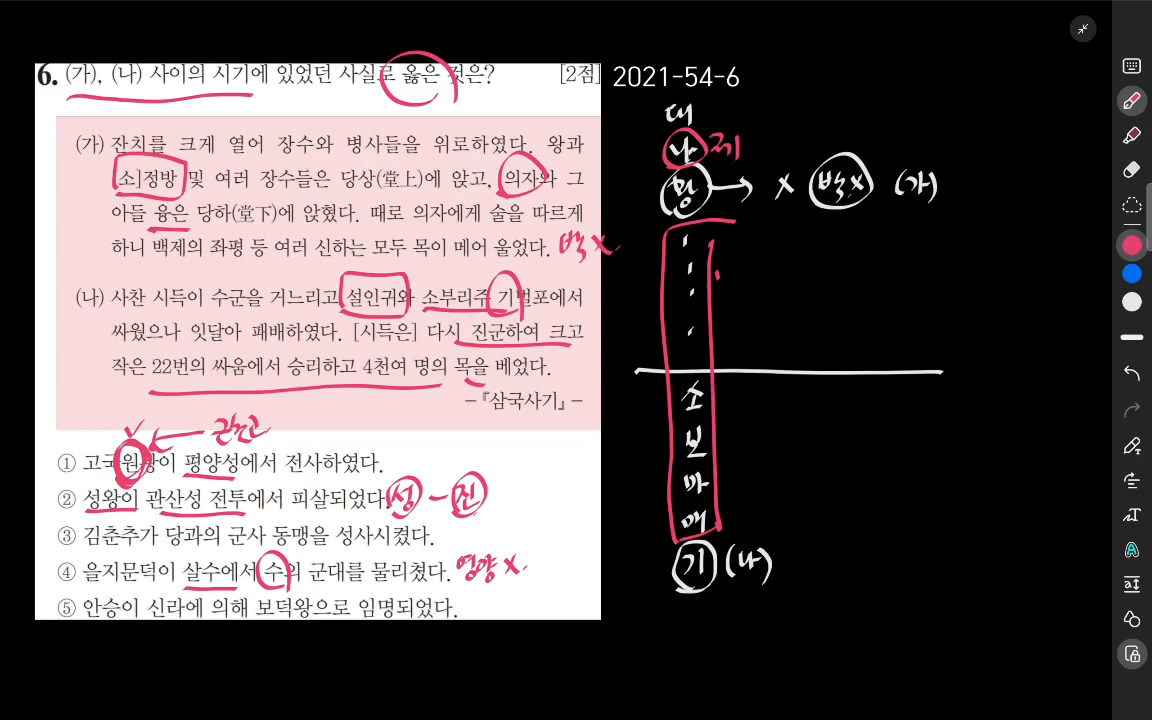 6. (가), (나) 사이의 시기에 있었던 사실로 옳은 것은? [2점]
2021-54-6
(가) 잔치를 크게 열어 장수와 병사들을 위로하였다. 왕과
소]정방 및 여러 장수들은 당상(堂上)에 앉고, 의자와 그
아들 융은 당하(堂下)에 앉혔다. 때로 의자에게 술을 따르게
하니 백제의 좌평 등 여러 신하는 모두 목이 메어 울었다.
백 x
(나) 사찬 시득이 수군을 거느리고 설인귀와 소부리주 기벌포에서
싸웠으나 잇달아 패배하였다. [시득은] 다시 진군하여 크고
작은 22번의 싸움에서 승리하고 4천여 명의 목을 베었다.
-『삼국사기』-
근초고
① 고국원왕이 평양성에서 전사하였다.
② 성왕이 관산성 전투에서 피살되었다.
성 - 진
③ 김춘추가 당과의 군사 동맹을 성사시켰다.
④ 을지문덕이 살수에서 수의 군대를 물리쳤다.
영양 x
⑤ 안승이 신라에 의해 보덕왕으로 임명되었다.
대
나 제
황 → x 백x (가)
소
보
마
매
기 (나)